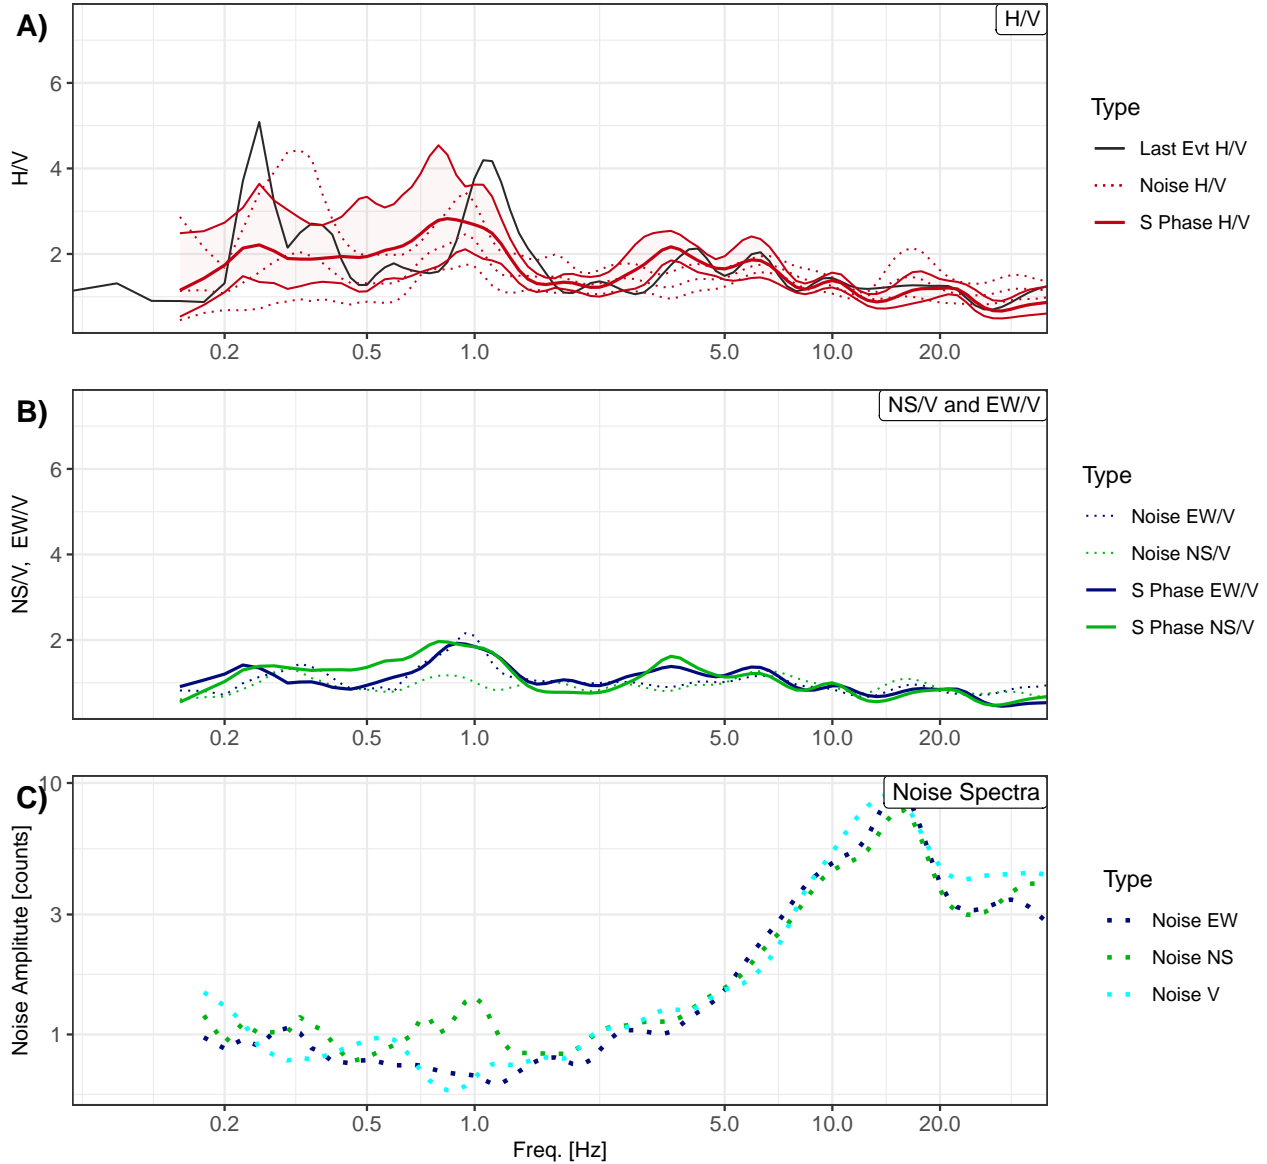 A)
H/V
6
4
2
H/V
0.2 0.5 1.0 5.0 10.0 20.0
Type
Last Evt H/V
Noise H/V
S Phase H/V
B)
NS/V and EW/V
6
4
2
NS/V,  EW/V
0.2 0.5 1.0 5.0 10.0 20.0
Type
Noise EW/V
Noise NS/V
S Phase EW/V
S Phase NS/V
C)
Noise Spectra
10
3
1
Noise Amplitute [counts]
0.2 0.5 1.0 5.0 10.0 20.0
Freq. [Hz]
Type
Noise EW
Noise NS
Noise V